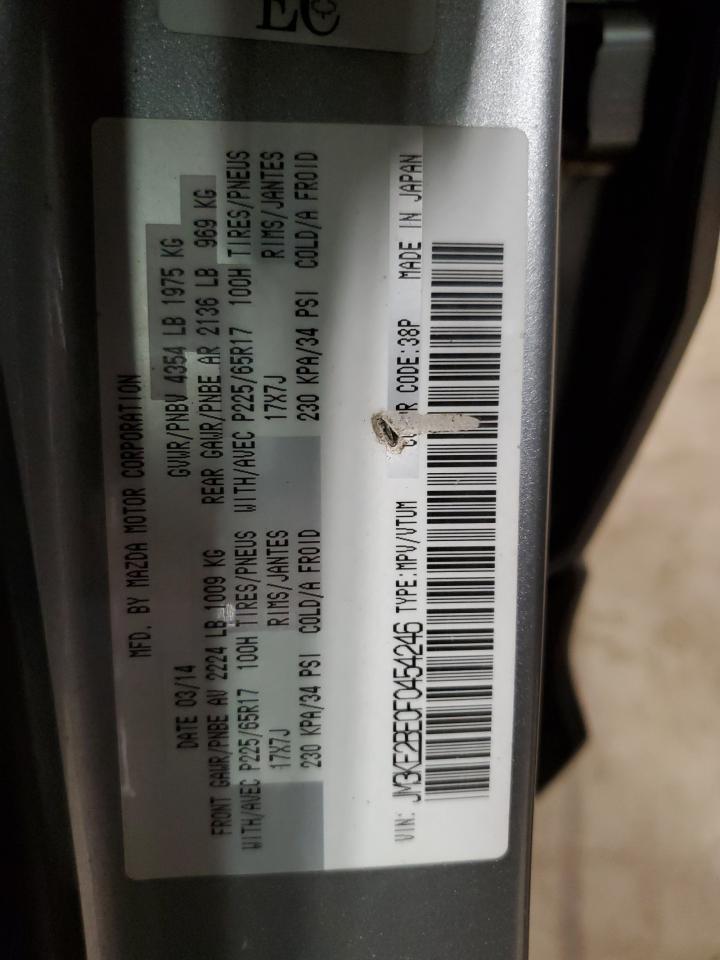 EC
MFD. BY MAZDA MOTOR CORPORATION
DATE 03/14 GVWR/PNBV 4354 LB 1975 KG
FRONT GAWR/PNBE AV 2224 LB 1009 KG REAR GAWR/PNBE AR 2136 LB 969 KG
WITH/AVEC P225/65R17 100H TIRES/PNEUS WITH/AVEC P225/65R17 100H TIRES/PNEUS
17X7J RIMS/JANTES 17X7J RIMS/JANTES
230 KPA/34 PSI COLD/A FROID 230 KPA/34 PSI COLD/A FROID
VIN: JM3KE2BE0F0454246 TYPE:MPV/VTUM CODE:38P MADE IN JAPAN